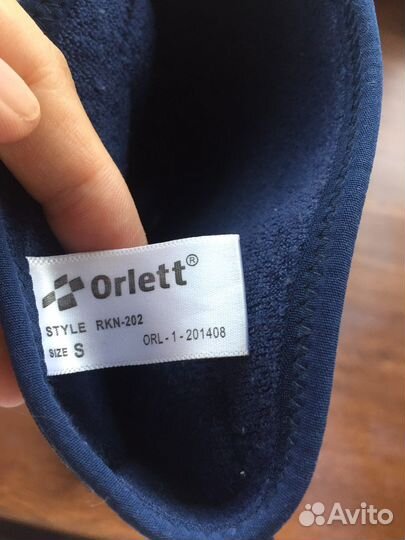 Orlett®
STYLE RKN-202
SIZE S
ORL-1-201408
Avito